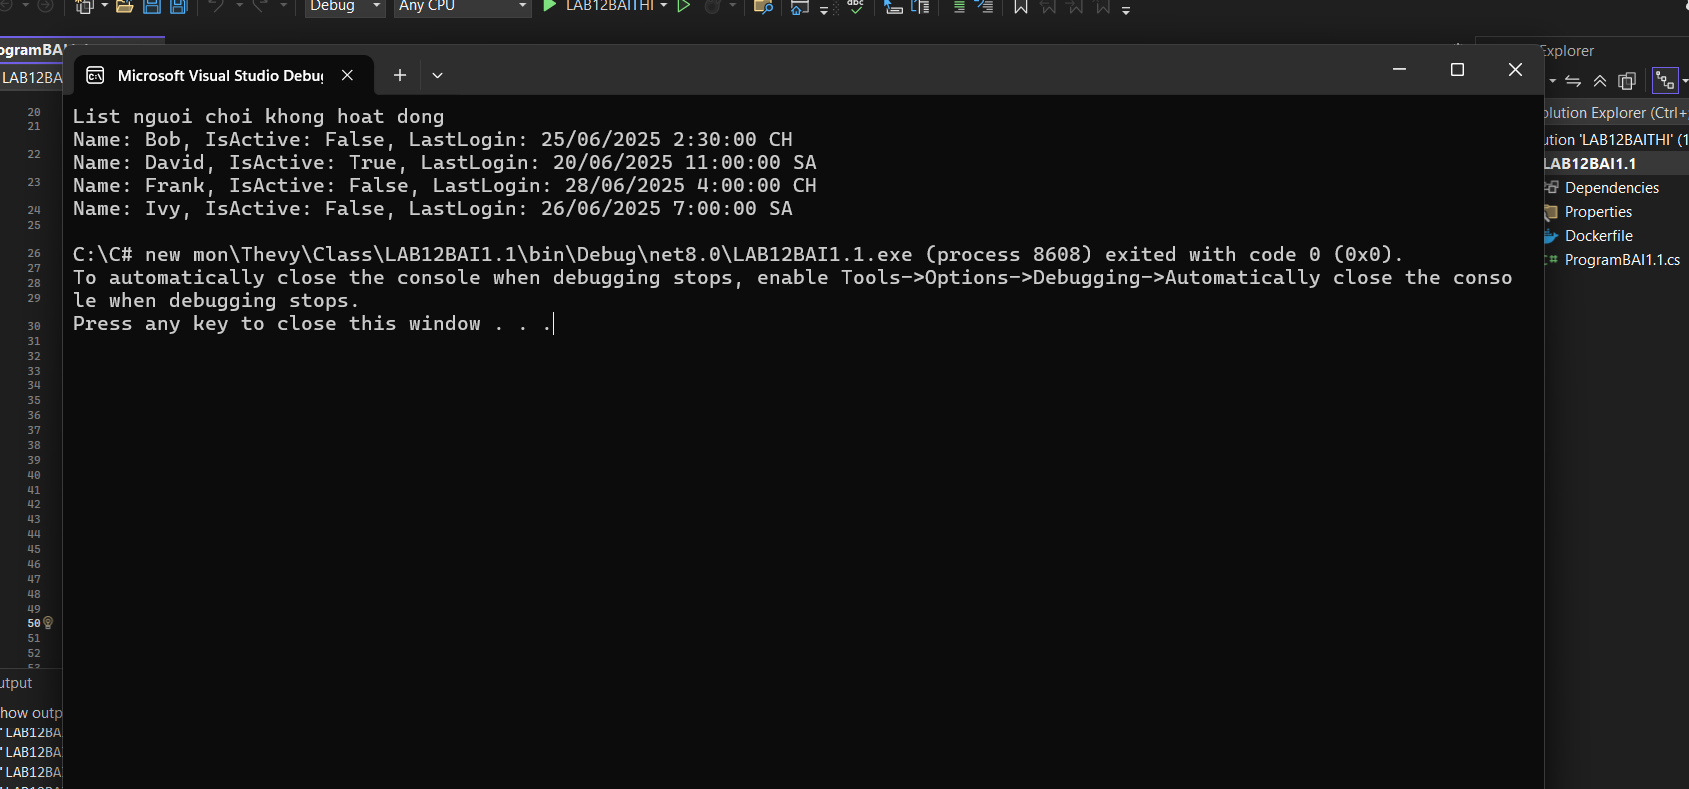 Debug
Any CPU
LAB12BAITHI
Microsoft Visual Studio Debu
LAB12BA
Explorer
List nguoi choi khong hoat dong
Name: Bob, IsActive: False, LastLogin: 25/06/2025 2:30:00 CH
Name: David, IsActive: True, LastLogin: 20/06/2025 11:00:00 SA
Name: Frank, IsActive: False, LastLogin: 28/06/2025 4:00:00 CH
Name: Ivy, IsActive: False, LastLogin: 26/06/2025 7:00:00 SA
C:\C# new mon\Thevy\Class\LAB12BAI1.1\bin\Debug\net8.0\LAB12BAI1.1.exe (process 8608) exited with code 0 (0x0).
To automatically close the console when debugging stops, enable Tools->Options->Debugging->Automatically close the conso
le when debugging stops.
Press any key to close this window . . .
20
21
22
23
24
25
26
27
28
29
30
31
32
33
34
35
36
37
38
39
40
41
42
43
44
45
46
47
48
49
50
51
52
utput
how outp
'LAB12BA
'LAB12BA
'LAB12BA
olution Explorer (Ctrl+
ution 'LAB12BAITHI' (1
LAB12BAI1.1
Dependencies
Properties
Dockerfile
ProgramBAI1.1.cs